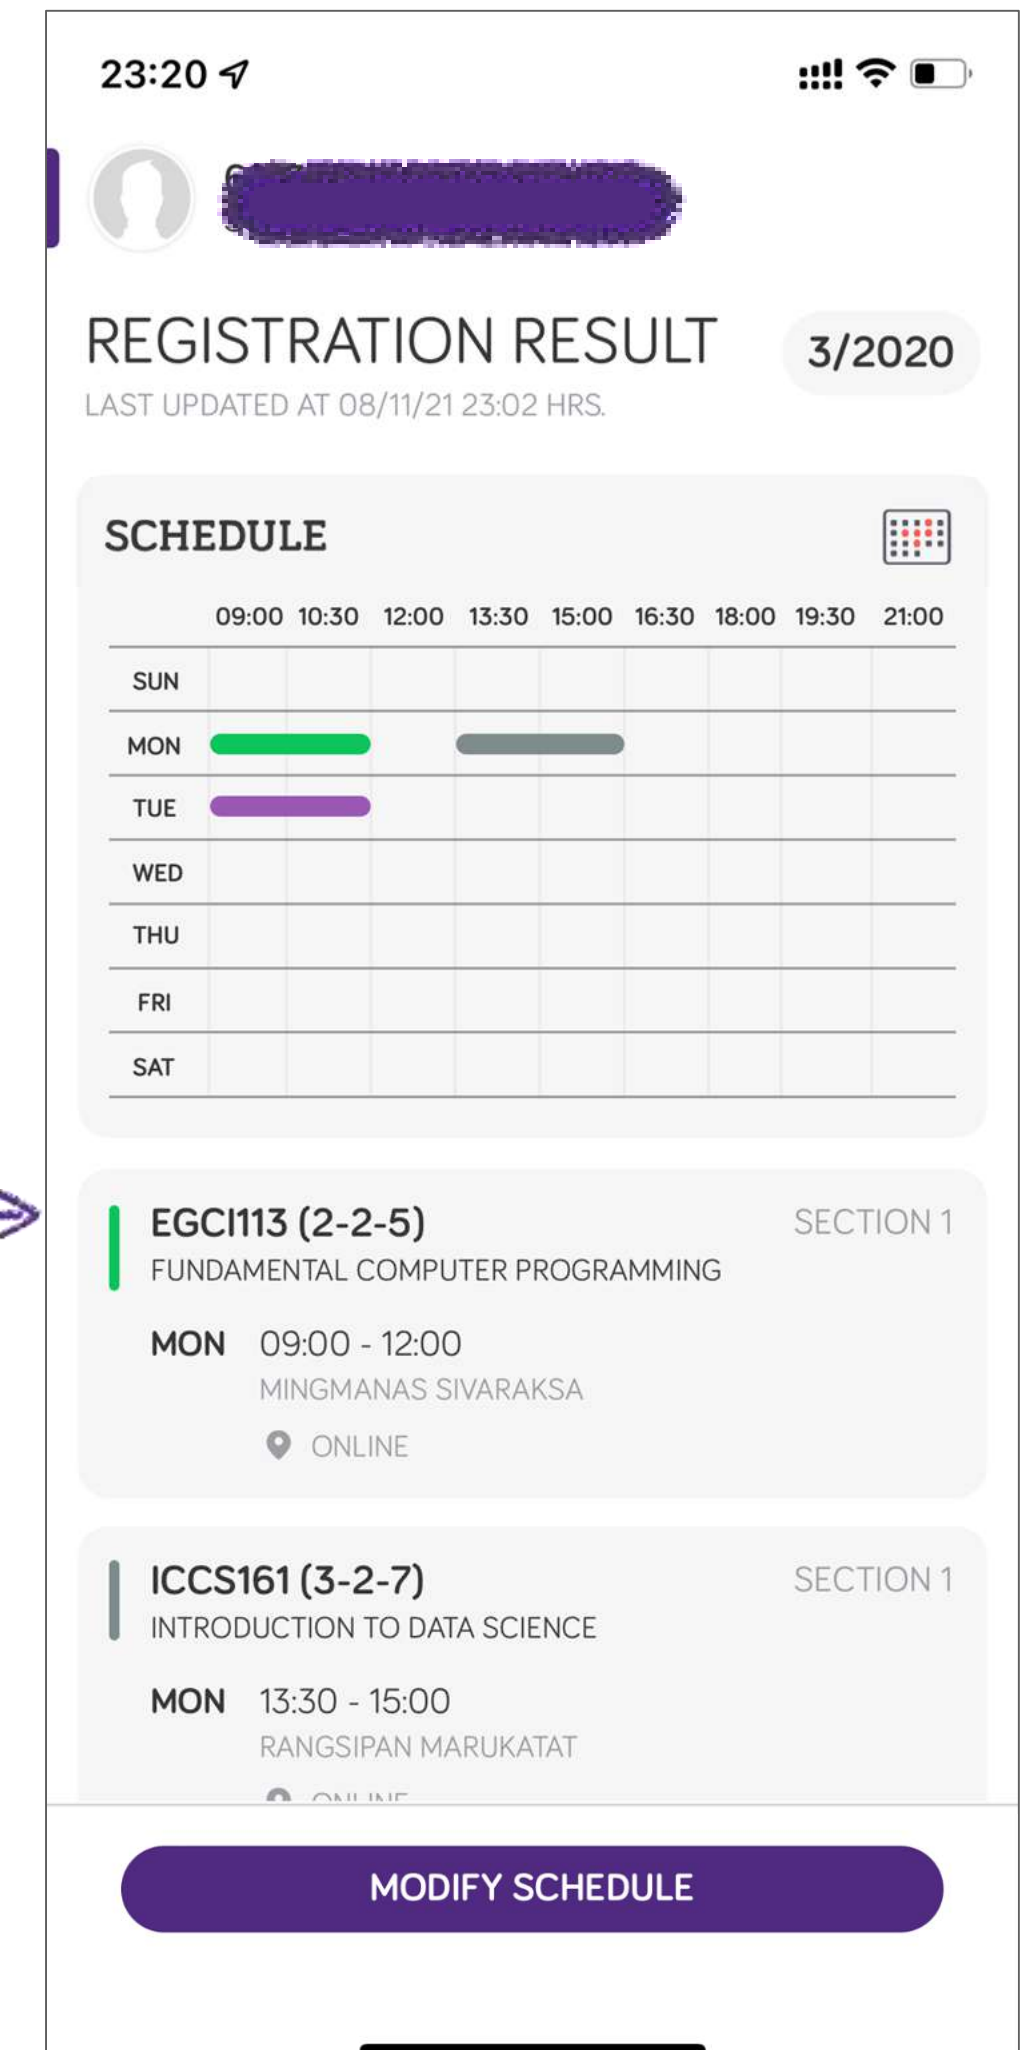 23:20
REGISTRATION RESULT
3/2020
LAST UPDATED AT 08/11/21 23:02 HRS.
SCHEDULE
09:00 10:30 12:00 13:30 15:00 16:30 18:00 19:30 21:00
SUN
MON
TUE
WED
THU
FRI
SAT
EGCI113 (2-2-5)
SECTION 1
FUNDAMENTAL COMPUTER PROGRAMMING
MON 09:00 - 12:00
MINGMANAS SIVARAKSA
ONLINE
ICCS161 (3-2-7)
SECTION 1
INTRODUCTION TO DATA SCIENCE
MON 13:30 - 15:00
RANGSIPAN MARUKATAT
ONLINE
MODIFY SCHEDULE